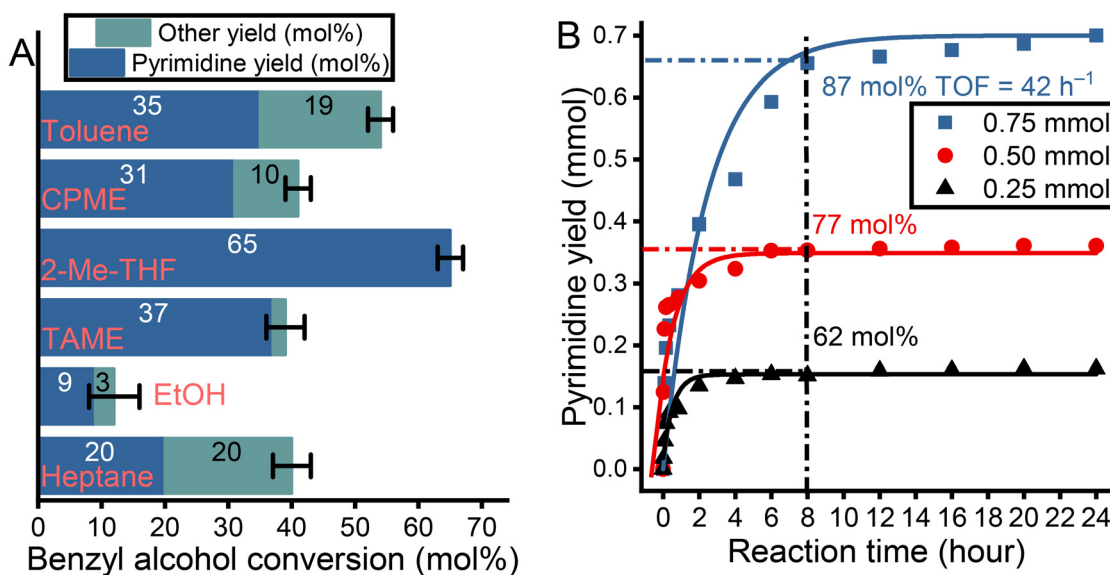 A
Other yield (mol%)
Pyrimidine yield (mol%)
35
19
Toluene
31
10
CPME
65
2-Me-THF
37
TAME
9
3
EtOH
20
20
Heptane
0 10 20 30 40 50 60 70
Benzyl alcohol conversion (mol%)
B
Pyrimidine yield (mmol)
0.7
0.6
0.5
0.4
0.3
0.2
0.1
0.0
87 mol% TOF = 42 h⁻¹
0.75 mmol
0.50 mmol
0.25 mmol
77 mol%
62 mol%
0 2 4 6 8 10 12 14 16 18 20 22 24
Reaction time (hour)